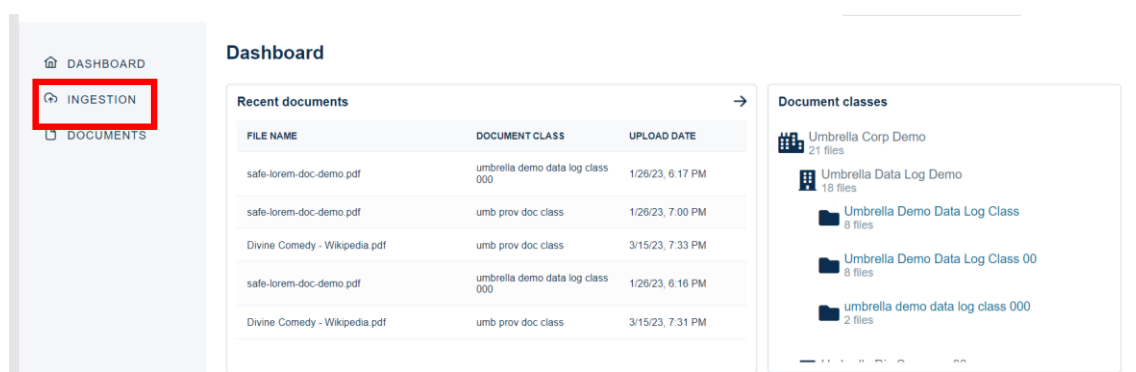 DASHBOARD
INGESTION
DOCUMENTS
Dashboard
Recent documents
FILE NAME DOCUMENT CLASS UPLOAD DATE
safe-lorem-doc-demo.pdf umbrella demo data log class 000 1/26/23, 6:17 PM
safe-lorem-doc-demo.pdf umb prov doc class 1/26/23, 7:00 PM
Divine Comedy - Wikipedia.pdf umb prov doc class 3/15/23, 7:33 PM
safe-lorem-doc-demo.pdf umbrella demo data log class 000 1/26/23, 6:16 PM
Divine Comedy - Wikipedia.pdf umb prov doc class 3/15/23, 7:31 PM
Document classes
Umbrella Corp Demo
21 files
Umbrella Data Log Demo
18 files
Umbrella Demo Data Log Class
8 files
Umbrella Demo Data Log Class 00
8 files
umbrella demo data log class 000
2 files